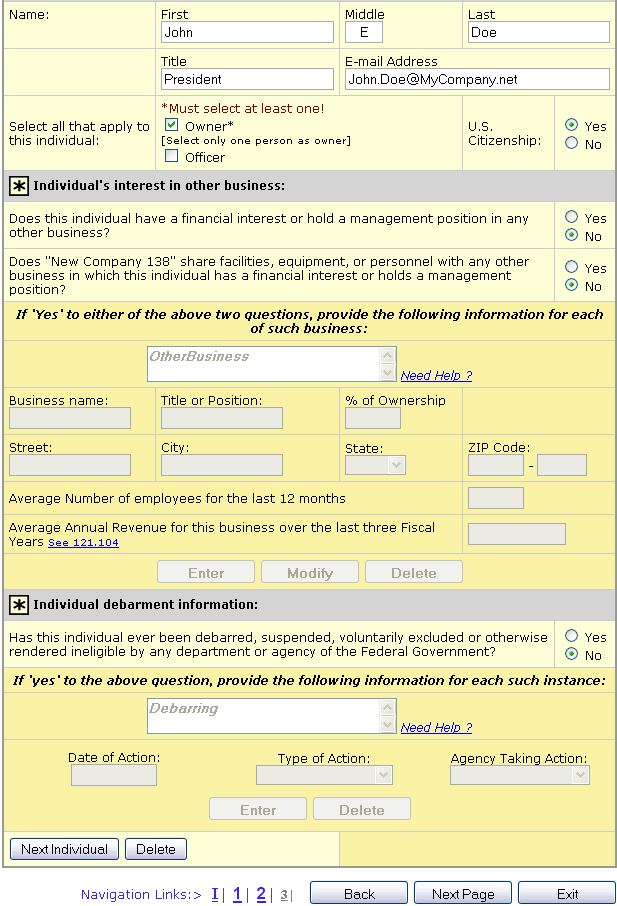 Name:
First
Middle
Last
John
E
Doe
Title
E-mail Address
President
John.Doe@MyCompany.net
*Must select at least one!
Select all that apply to
this individual:
Owner*
[Select only one person as owner]
Officer
U.S.
Citizenship:
Yes
No
* Individual's interest in other business:
Does this individual have a financial interest or hold a management position in any
other business?
Yes
No
Does "New Company 138" share facilities, equipment, or personnel with any other
business in which this individual has a financial interest or holds a management
position?
Yes
No
If 'Yes' to either of the above two questions, provide the following information for each
of such business:
OtherBusiness
Need Help ?
Business name:
Title or Position:
% of Ownership
Street:
City:
State:
ZIP Code:
-
Average Number of employees for the last 12 months
Average Annual Revenue for this business over the last three Fiscal
Years See 121.104
Enter
Modify
Delete
* Individual debarment information:
Has this individual ever been debarred, suspended, voluntarily excluded or otherwise
rendered ineligible by any department or agency of the Federal Government?
Yes
No
If 'yes' to the above question, provide the following information for each such instance:
Debarring
Need Help ?
Date of Action:
Type of Action:
Agency Taking Action:
Enter
Delete
Next Individual
Delete
Navigation Links:> I| 1| 2| 3|
Back
Next Page
Exit